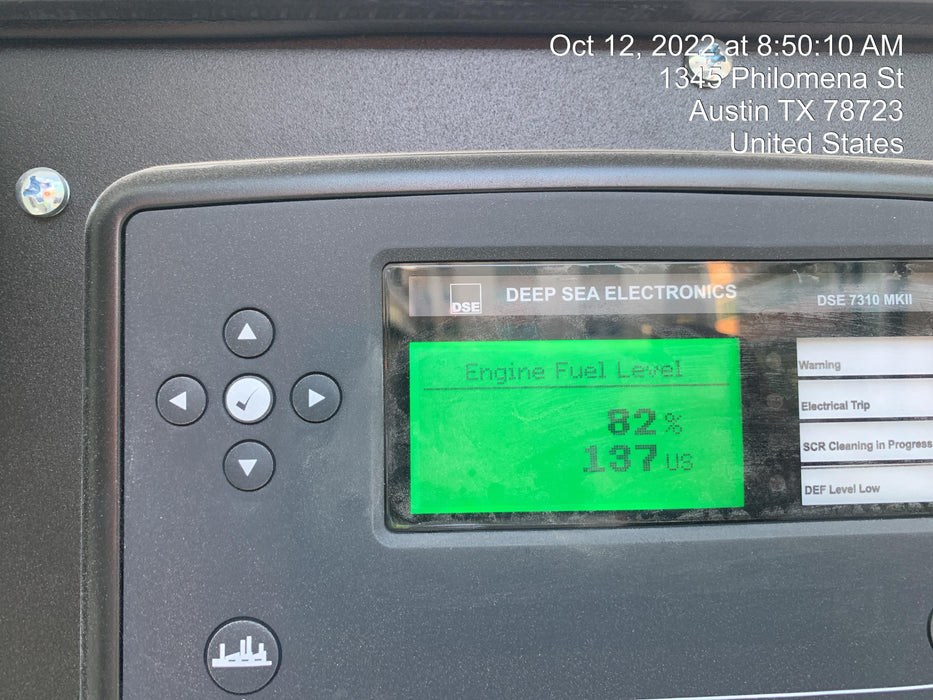 Oct 12, 2022 at 8:50:10 AM
1345 Philomena St
Austin TX 78723
United States
DSE
DEEP SEA ELECTRONICS
DSE 7310 MKII
Engine Fuel Level
82 %
137 US
Warning
Electrical Trip
SCR Cleaning in Progress
DEF Level Low